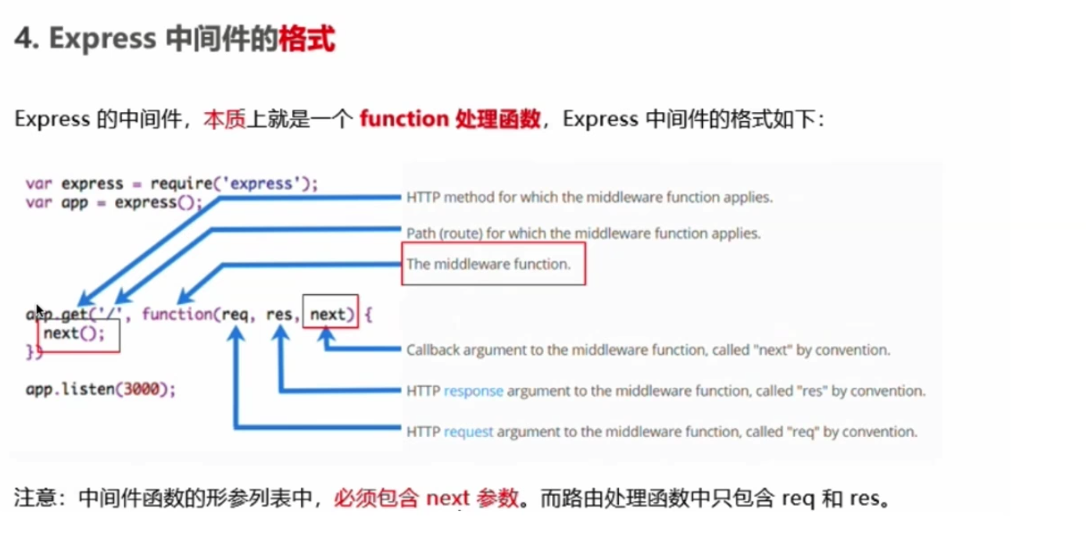 4. Express 中间件的格式
Express 的中间件，本质上就是一个 function 处理函数，Express 中间件的格式如下：
var express = require('express');
var app = express();
HTTP method for which the middleware function applies.
Path (route) for which the middleware function applies.
The middleware function.
app.get('/', function(req, res, next) {
next();
})
Callback argument to the middleware function, called "next" by convention.
app.listen(3000);
HTTP response argument to the middleware function, called "res" by convention.
HTTP request argument to the middleware function, called "req" by convention.
注意：中间件函数的形参列表中，必须包含 next 参数。而路由处理函数中只包含 req 和 res。